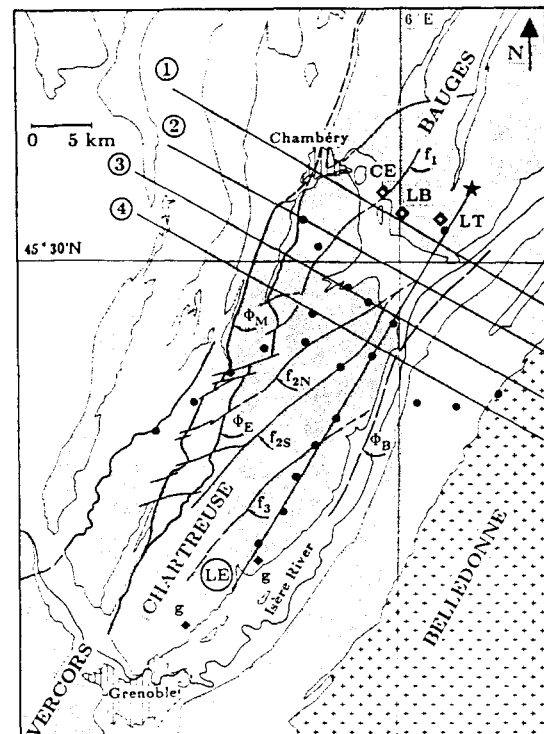 6°E
N
1
BAUGES
0 5 km
2
Chambéry
f1
CE
3
LB
4
LT
45°30'N
ΦM
f2N
ΦE
f2S
ΦB
f3
CHARTREUSE
LE
g
Isère River
BELLEDONNE
g
VERCORS
Grenoble